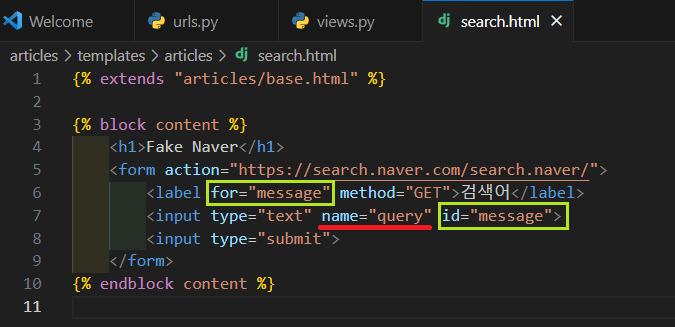 Welcome urls.py views.py search.html
articles > templates > articles > search.html
1 {% extends "articles/base.html" %}
2
3 {% block content %}
4 <h1>Fake Naver</h1>
5 <form action="https://search.naver.com/search.naver/">
6 <label for="message" method="GET">검색어</label>
7 <input type="text" name="query" id="message">
8 <input type="submit">
9 </form>
10 {% endblock content %}
11